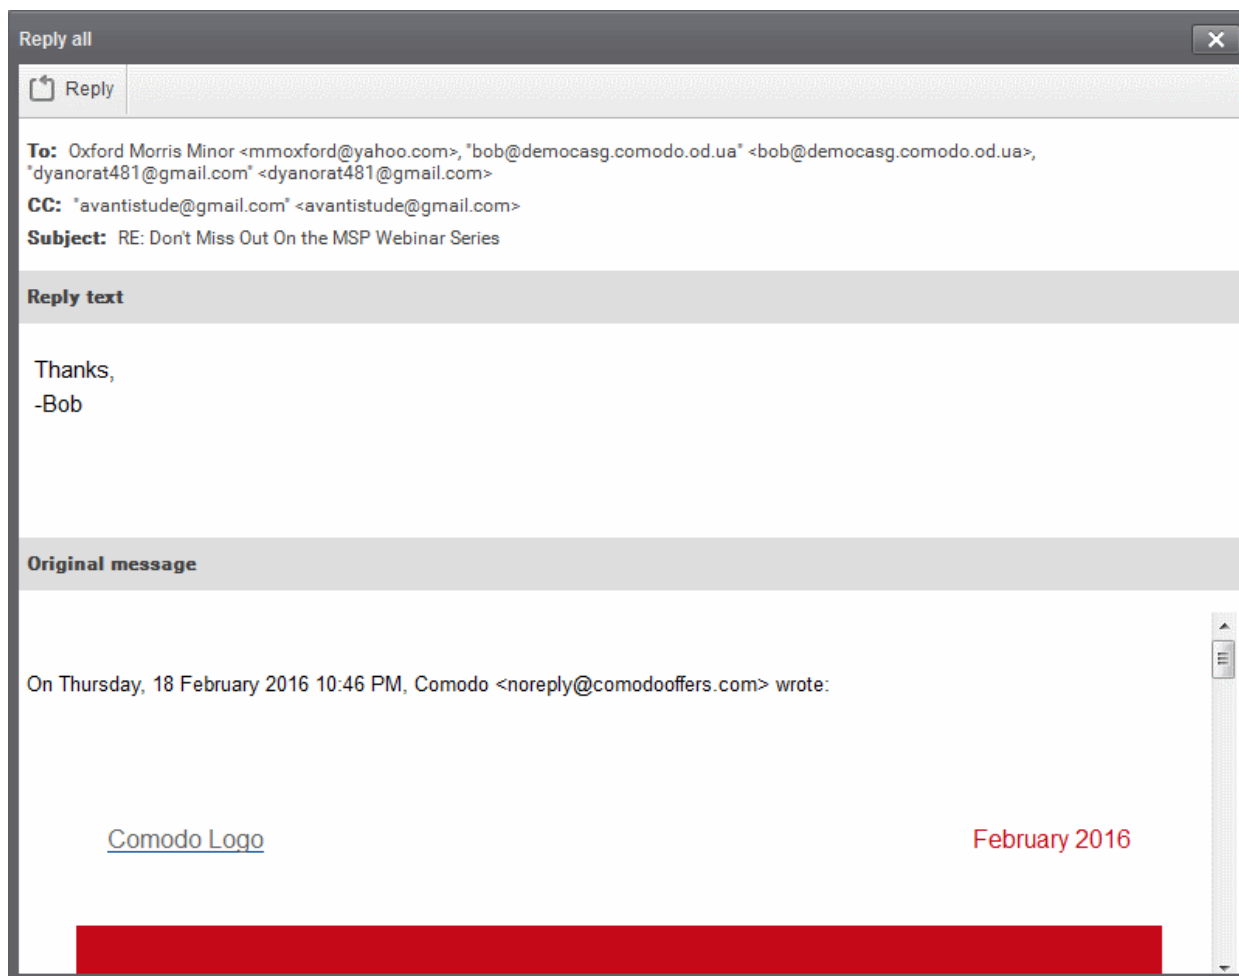 Reply all
Reply
To: Oxford Morris Minor <mmoxford@yahoo.com>, "bob@democasg.comodo.od.ua" <bob@democasg.comodo.od.ua>,
"dyanorat481@gmail.com" <dyanorat481@gmail.com>
CC: "avantistude@gmail.com" <avantistude@gmail.com>
Subject: RE: Don't Miss Out On the MSP Webinar Series
Reply text
Thanks,
-Bob
Original message
On Thursday, 18 February 2016 10:46 PM, Comodo <noreply@comodooffers.com> wrote:
Comodo Logo
February 2016